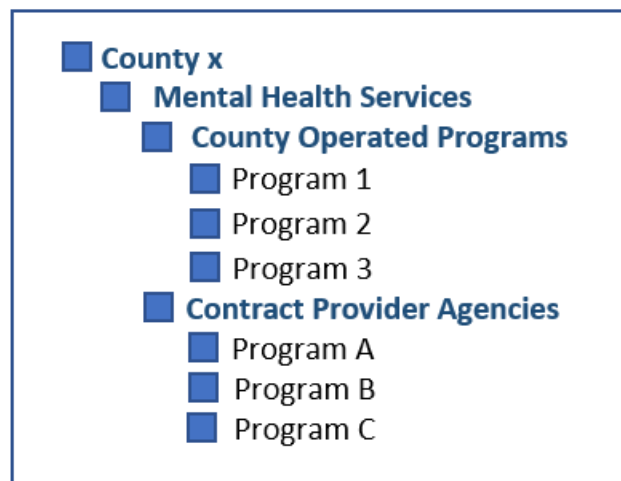 County x
Mental Health Services
County Operated Programs
Program 1
Program 2
Program 3
Contract Provider Agencies
Program A
Program B
Program C